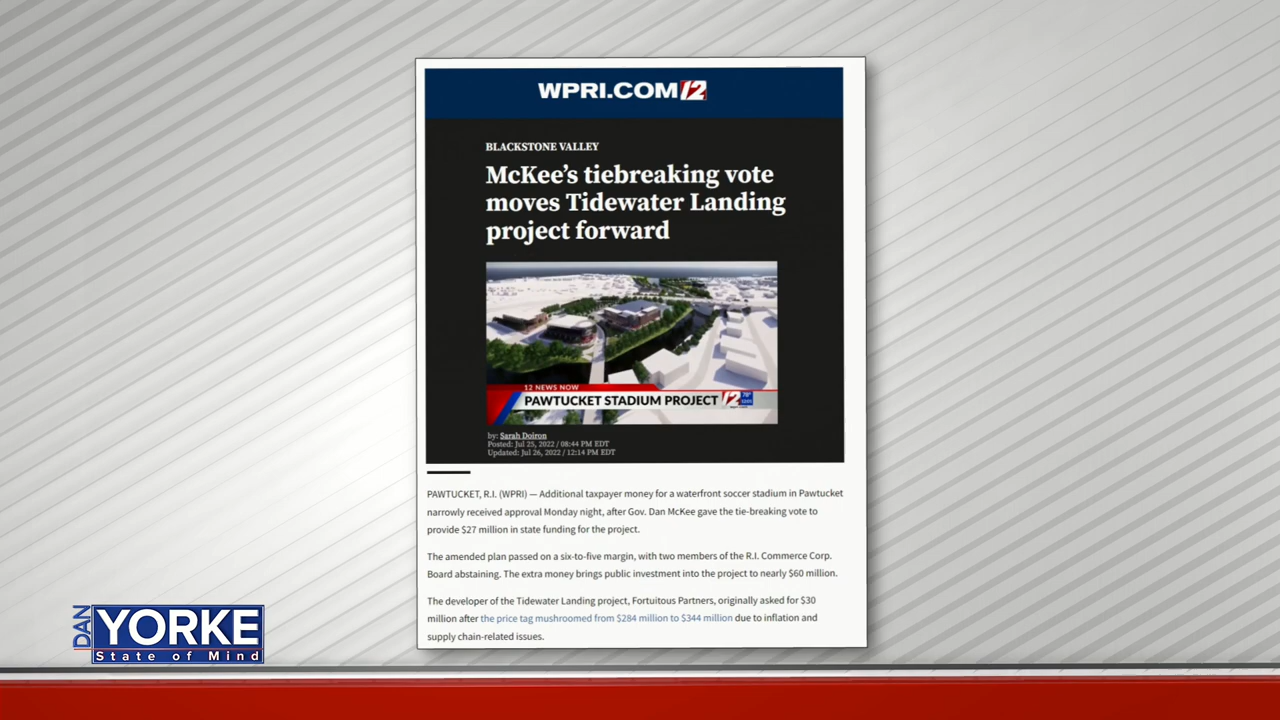 WPRI.COM 12
BLACKSTONE VALLEY
McKee's tiebreaking vote
moves Tidewater Landing
project forward
12 NEWS NOW
PAWTUCKET STADIUM PROJECT 12 78°
by: Sarah Doiron
Posted: Jul 25, 2022 / 08:44 PM EDT
Updated: Jul 26, 2022 / 12:14 PM EDT
PAWTUCKET, R.I. (WPRI) — Additional taxpayer money for a waterfront soccer stadium in Pawtucket
narrowly received approval Monday night, after Gov. Dan McKee gave the tie-breaking vote to
provide $27 million in state funding for the project.
The amended plan passed on a six-to-five margin, with two members of the R.I. Commerce Corp.
Board abstaining. The extra money brings public investment into the project to nearly $60 million.
The developer of the Tidewater Landing project, Fortuitous Partners, originally asked for $30
million after the price tag mushroomed from $284 million to $344 million due to inflation and
supply chain-related issues.
DAN
YORKE
State of Mind